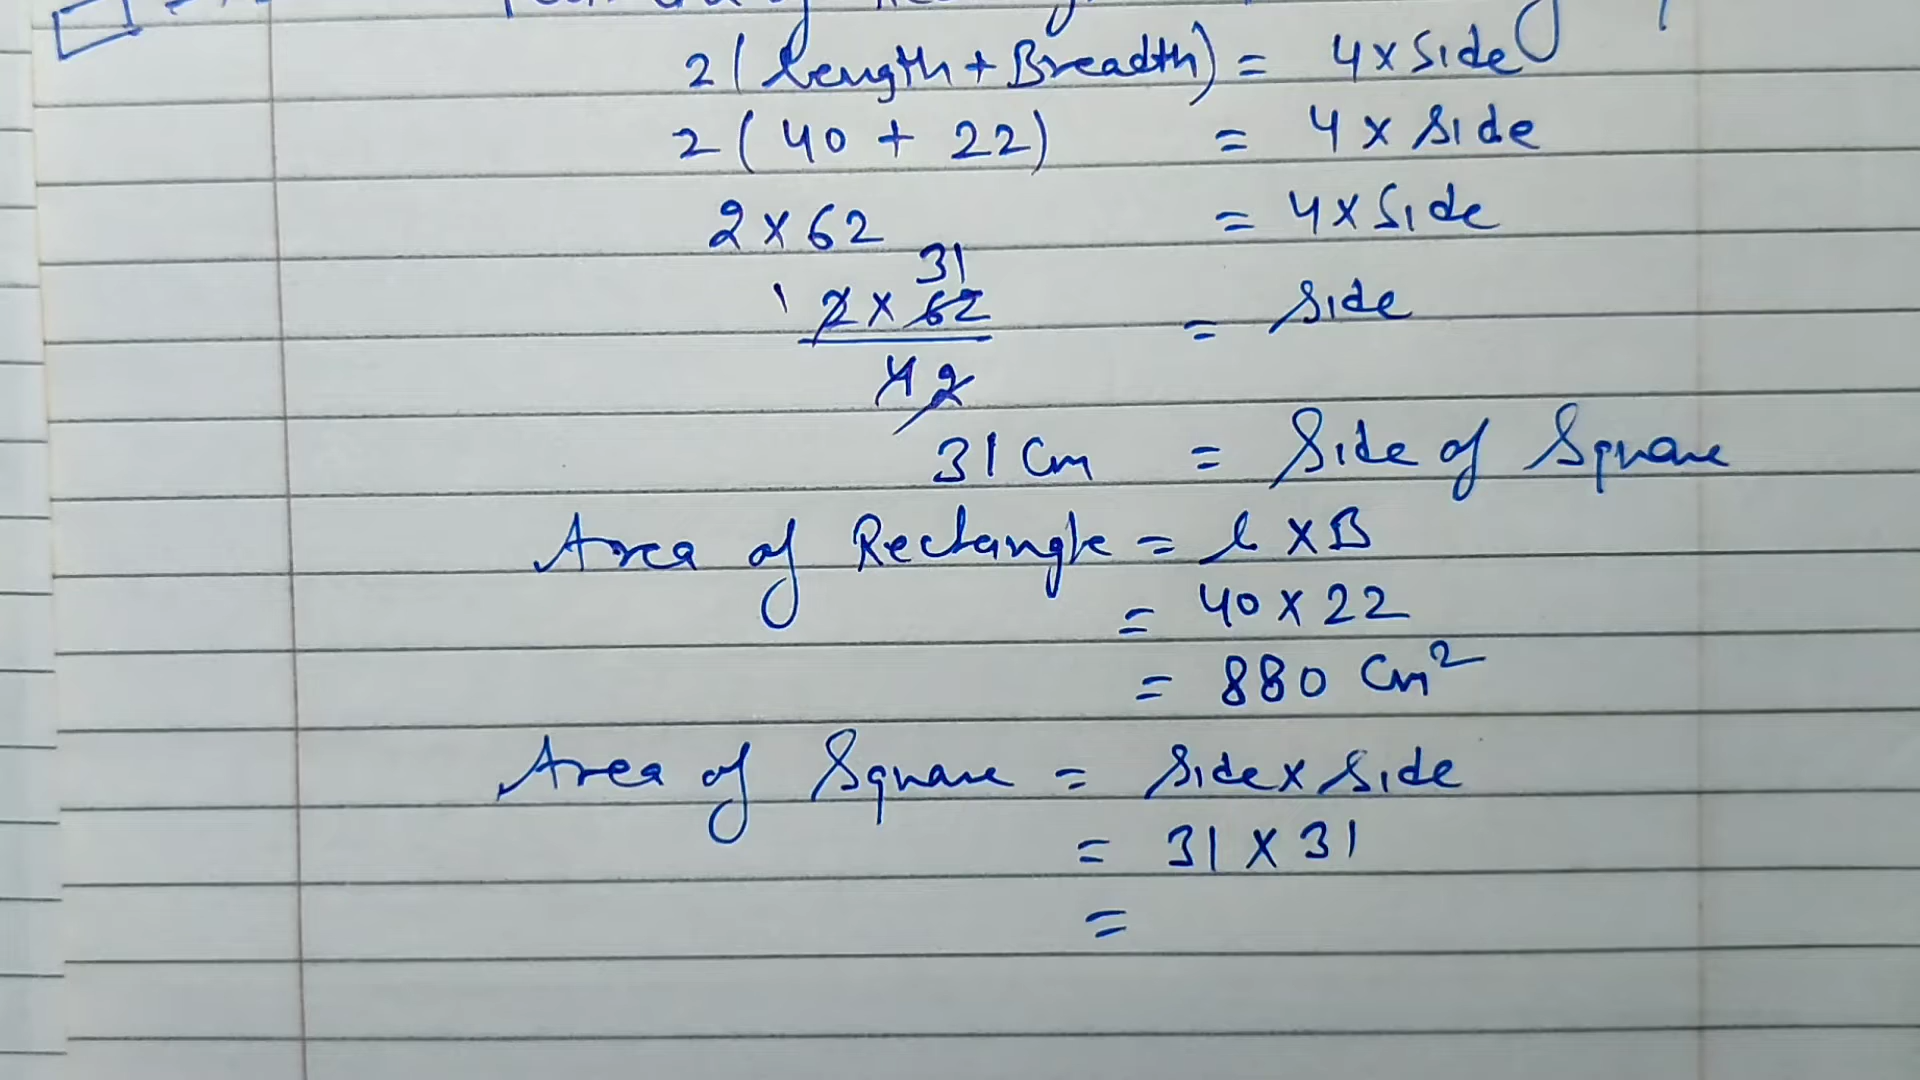 2(length + Breadth) = 4 x Side
2(40 + 22) = 4 x Side
2 x 62 = 4 x Side
31
1 2 x 62 = Side
4 2
31 Cm = Side of Square
Area of Rectangle = l x B
= 40 x 22
= 880 Cm²
Area of Square = Side x Side
= 31 x 31
=